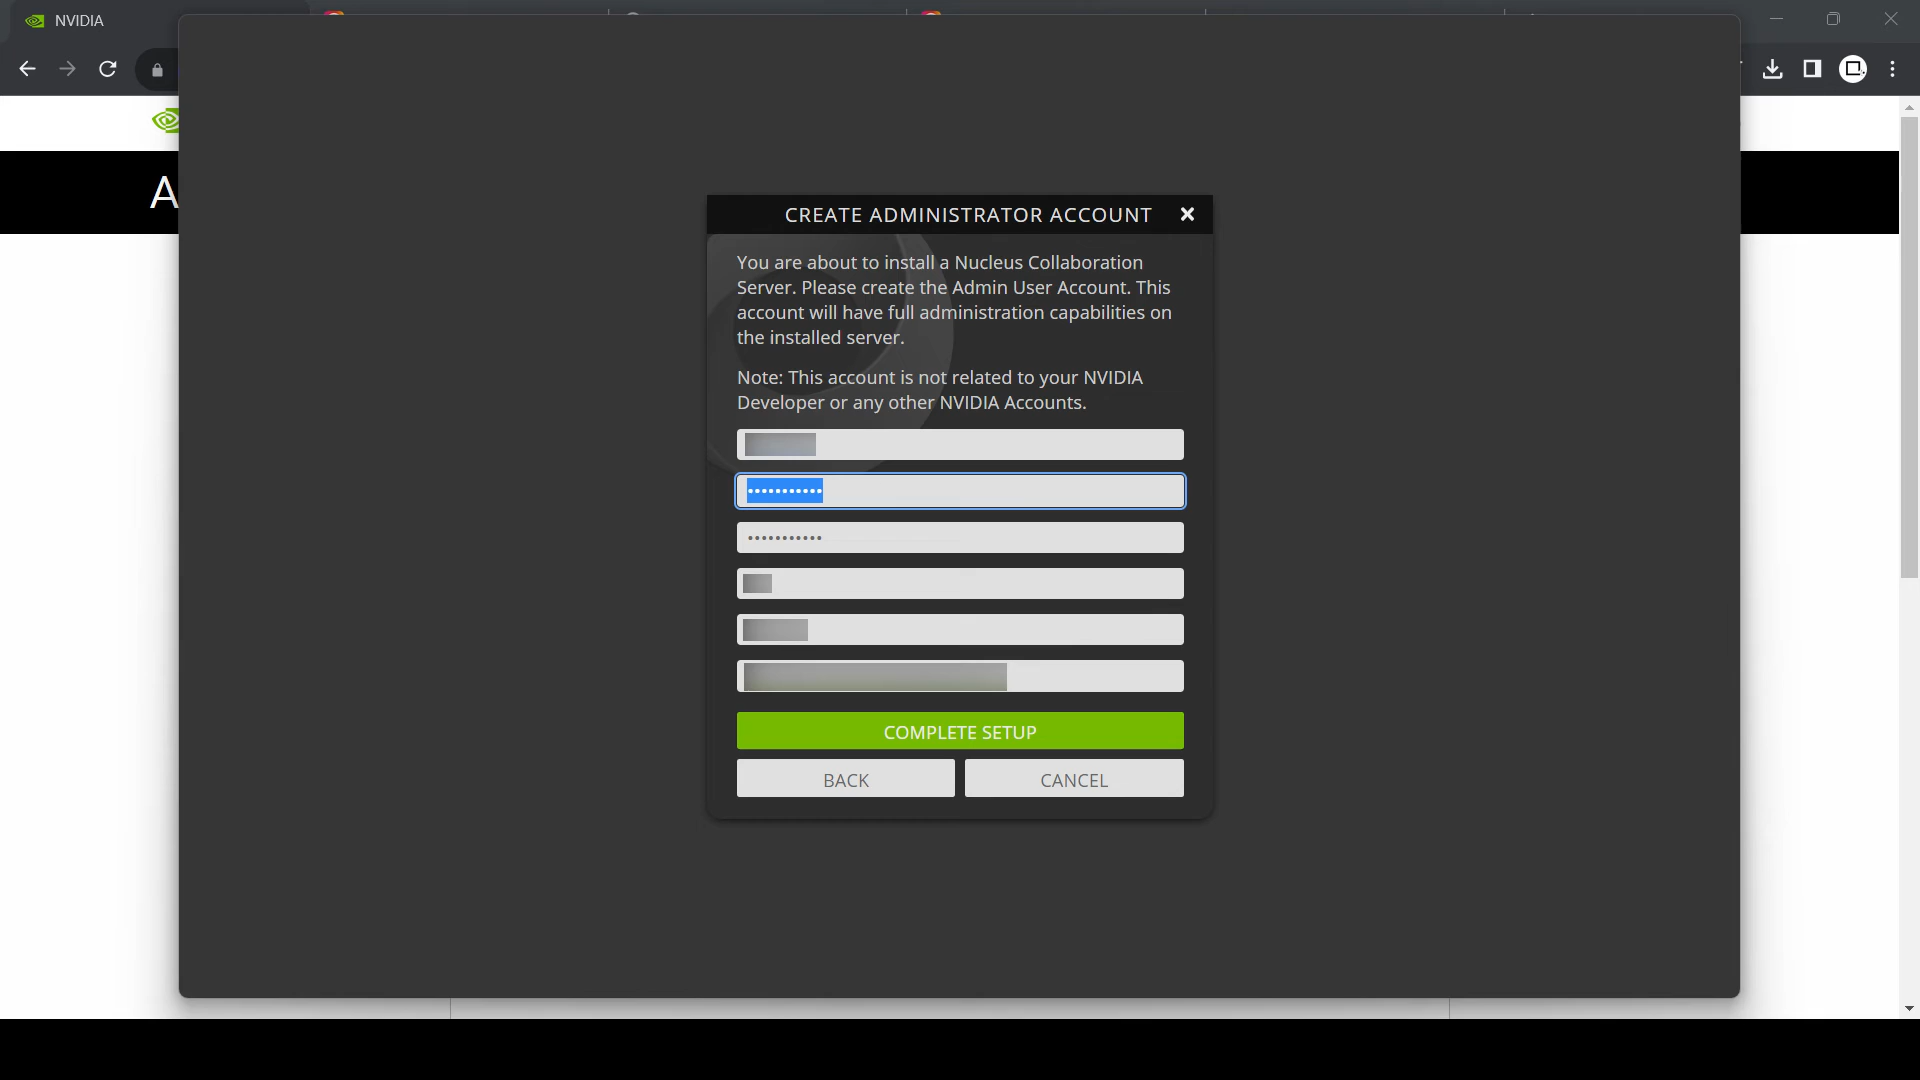 NVIDIA
A
CREATE ADMINISTRATOR ACCOUNT
You are about to install a Nucleus Collaboration
Server. Please create the Admin User Account. This
account will have full administration capabilities on
the installed server.
Note: This account is not related to your NVIDIA
Developer or any other NVIDIA Accounts.
•••••••••••
•••••••••••
COMPLETE SETUP
BACK
CANCEL